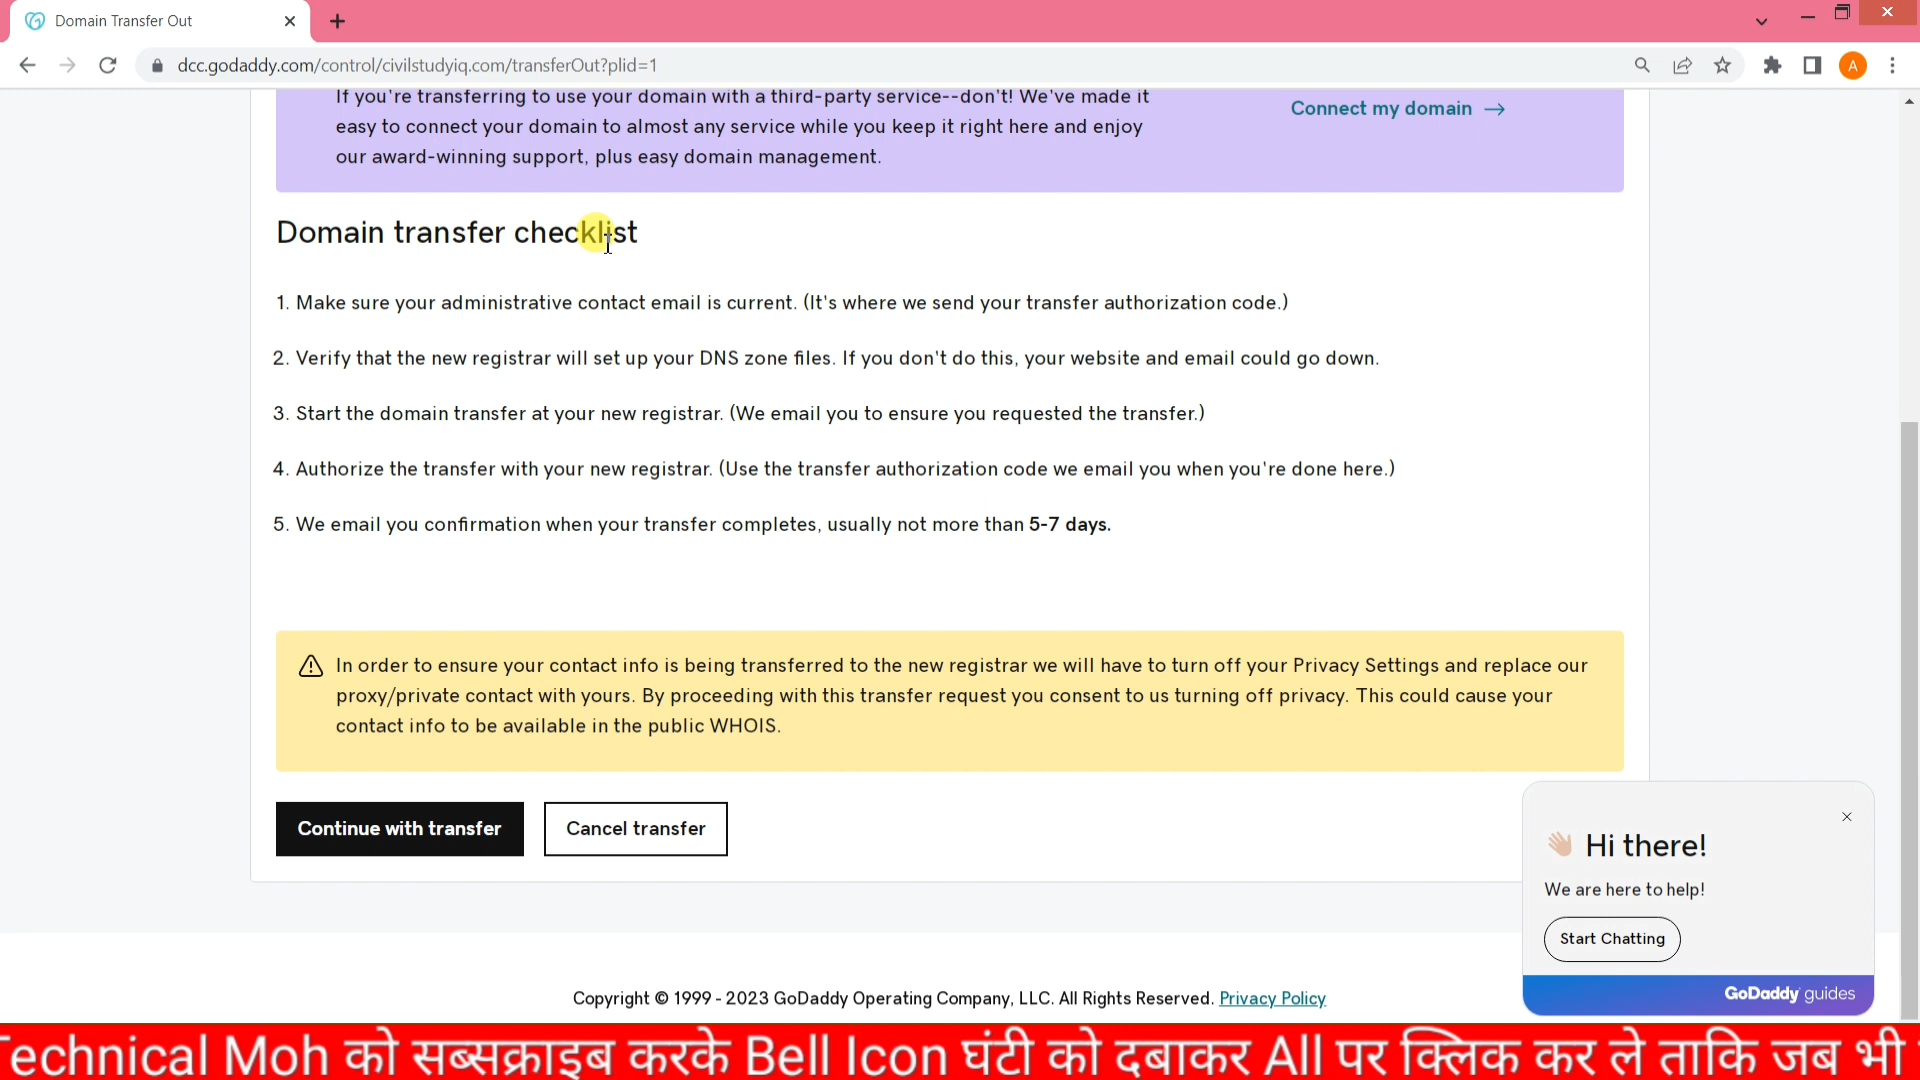 Domain Transfer Out
dcc.godaddy.com/control/civilstudyiq.com/transferOut?plid=1
A
If you're transferring to use your domain with a third-party service--don't! We've made it
easy to connect your domain to almost any service while you keep it right here and enjoy
our award-winning support, plus easy domain management.
Connect my domain →
Domain transfer checklist
1. Make sure your administrative contact email is current. (It's where we send your transfer authorization code.)
2. Verify that the new registrar will set up your DNS zone files. If you don't do this, your website and email could go down.
3. Start the domain transfer at your new registrar. (We email you to ensure you requested the transfer.)
4. Authorize the transfer with your new registrar. (Use the transfer authorization code we email you when you're done here.)
5. We email you confirmation when your transfer completes, usually not more than 5-7 days.
In order to ensure your contact info is being transferred to the new registrar we will have to turn off your Privacy Settings and replace our
proxy/private contact with yours. By proceeding with this transfer request you consent to us turning off privacy. This could cause your
contact info to be available in the public WHOIS.
Continue with transfer
Cancel transfer
👋🏼 Hi there!
We are here to help!
Start Chatting
GoDaddy guides
Copyright © 1999 - 2023 GoDaddy Operating Company, LLC. All Rights Reserved. Privacy Policy
Technical Moh को सब्सक्राइब करके Bell Icon घंटी को दबाकर All पर क्लिक कर ले ताकि जब भी